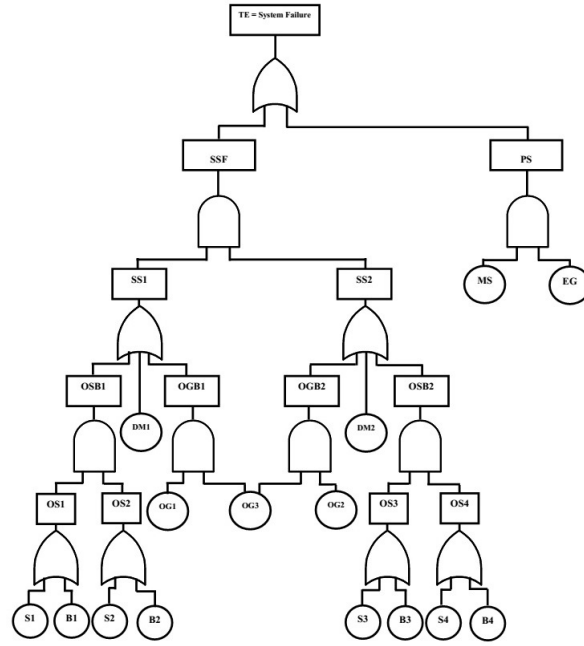 TE = System Failure
SSF
PS
SS1
SS2
MS
EG
OSB1
OGB1
OGB2
OSB2
DM1
DM2
OS1
OS2
OG1
OG3
OG2
OS3
OS4
S1
B1
S2
B2
S3
B3
S4
B4